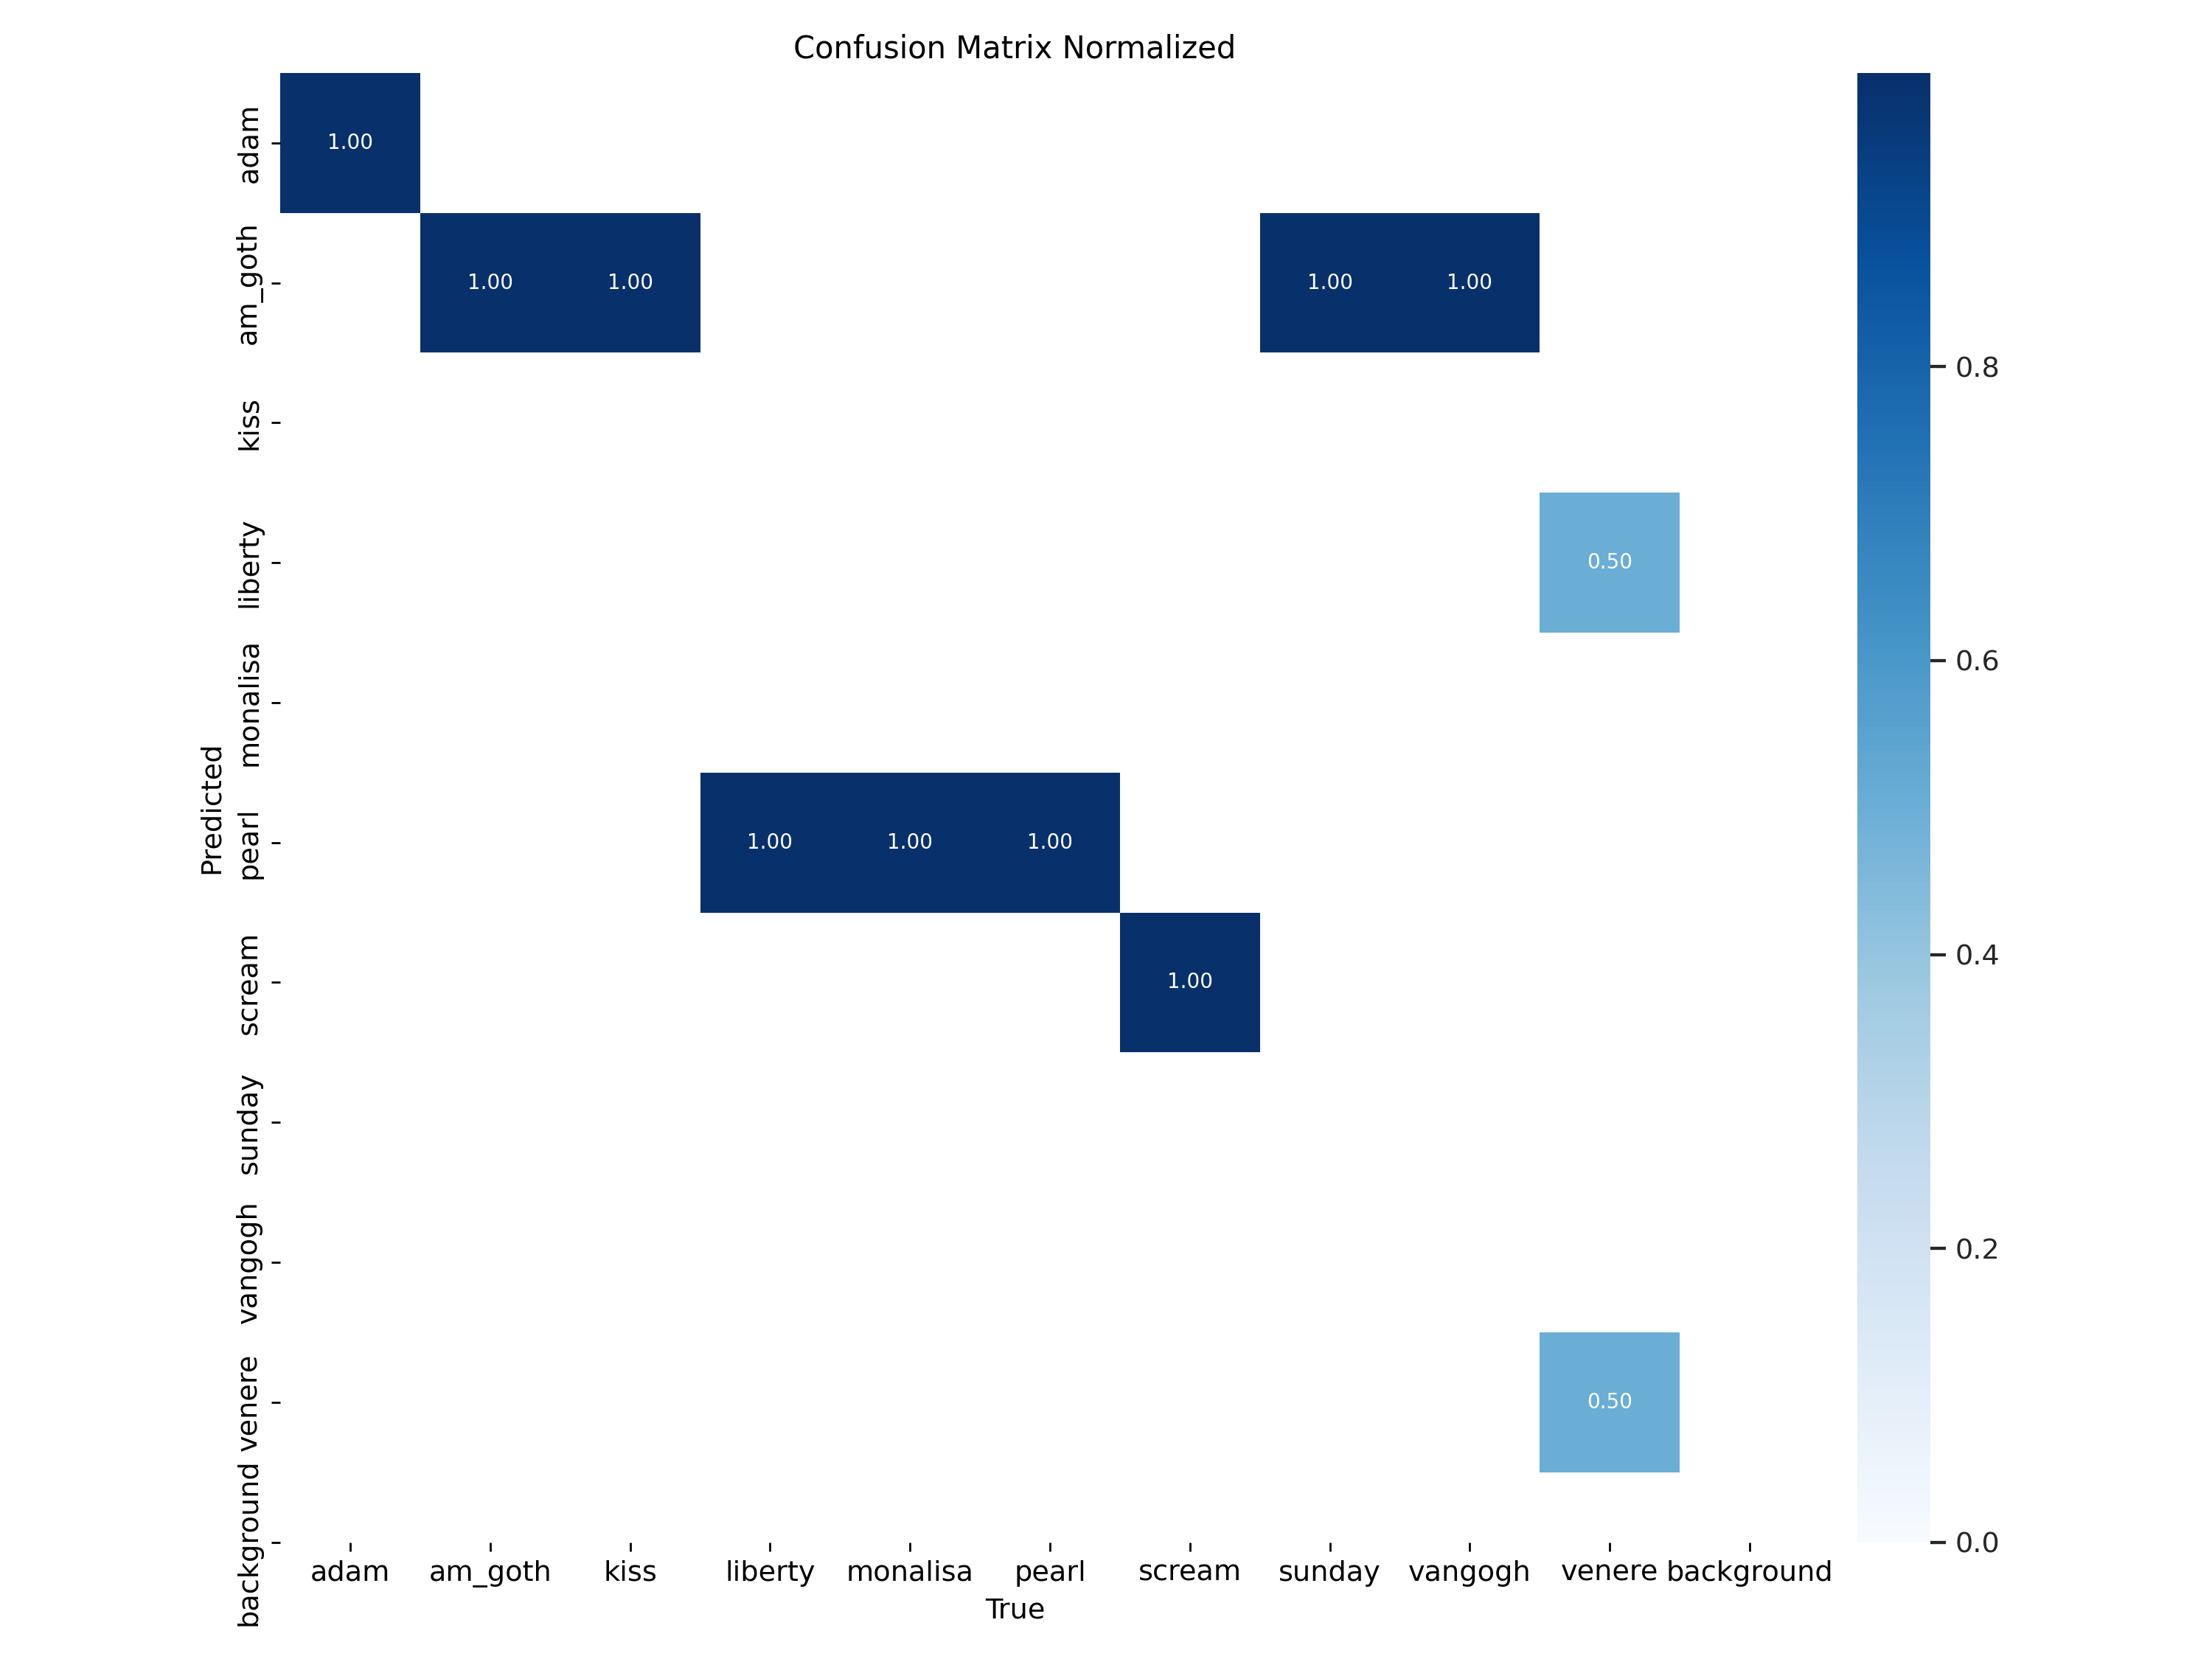 Confusion Matrix Normalized
adam
1.00
am_goth
1.00 1.00 1.00 1.00
kiss
liberty
0.50
monalisa
pearl
1.00 1.00 1.00
scream
1.00
sunday
vangogh
venere
0.50
background
Predicted
adam am_goth kiss liberty monalisa pearl scream sunday vangogh venere background
True
0.8
0.6
0.4
0.2
0.0